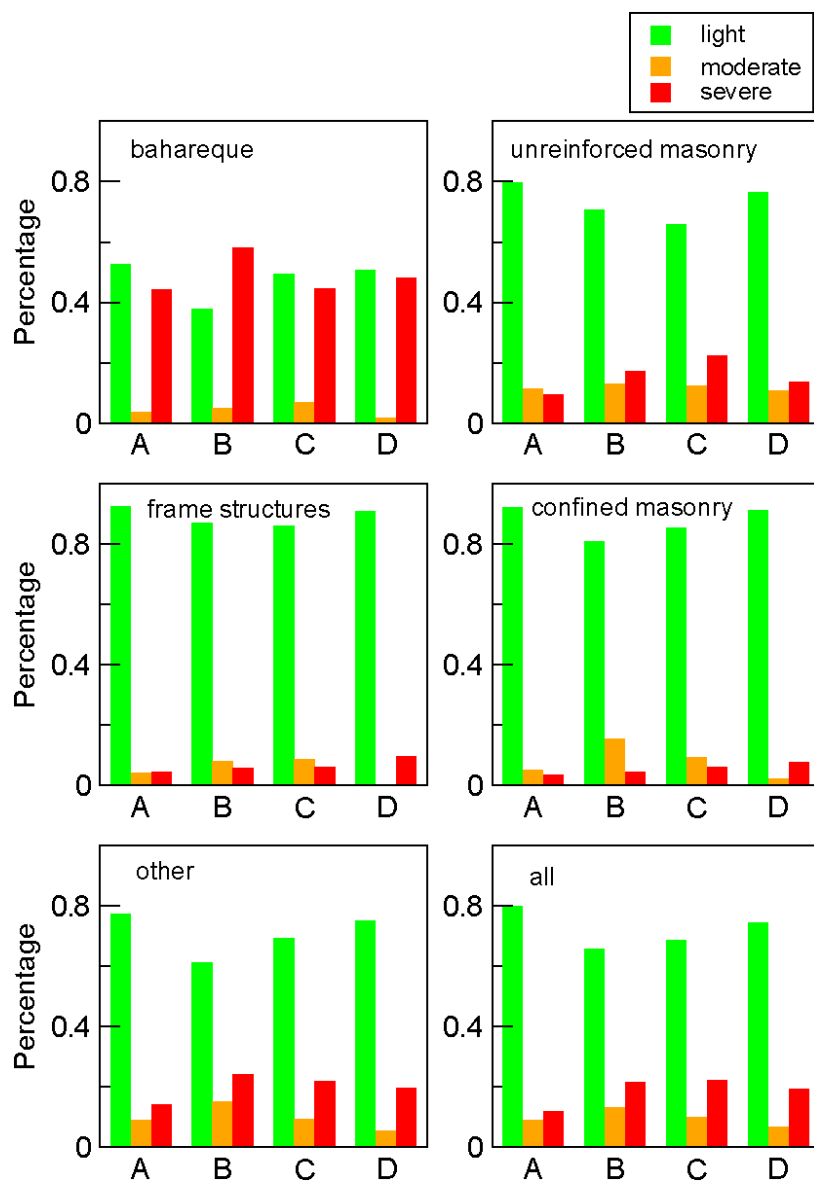 light
moderate
severe
bahareque
unreinforced masonry
Percentage
0.8
0.4
0
A B C D
0.8
0.4
0
A B C D
frame structures
confined masonry
Percentage
0.8
0.4
0
A B C D
0.8
0.4
0
A B C D
other
all
Percentage
0.8
0.4
0
A B C D
0.8
0.4
0
A B C D